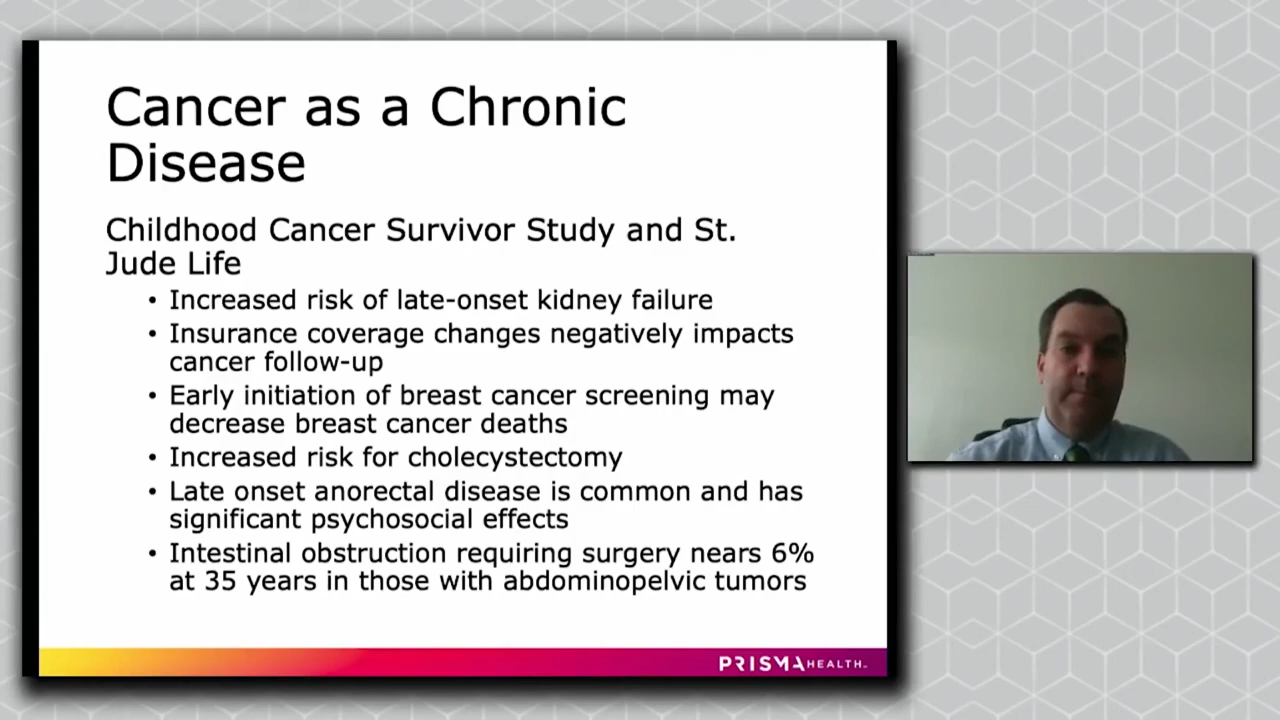 Cancer as a Chronic
Disease
Childhood Cancer Survivor Study and St.
Jude Life
• Increased risk of late-onset kidney failure
• Insurance coverage changes negatively impacts
cancer follow-up
• Early initiation of breast cancer screening may
decrease breast cancer deaths
• Increased risk for cholecystectomy
• Late onset anorectal disease is common and has
significant psychosocial effects
• Intestinal obstruction requiring surgery nears 6%
at 35 years in those with abdominopelvic tumors
PRISMA HEALTH